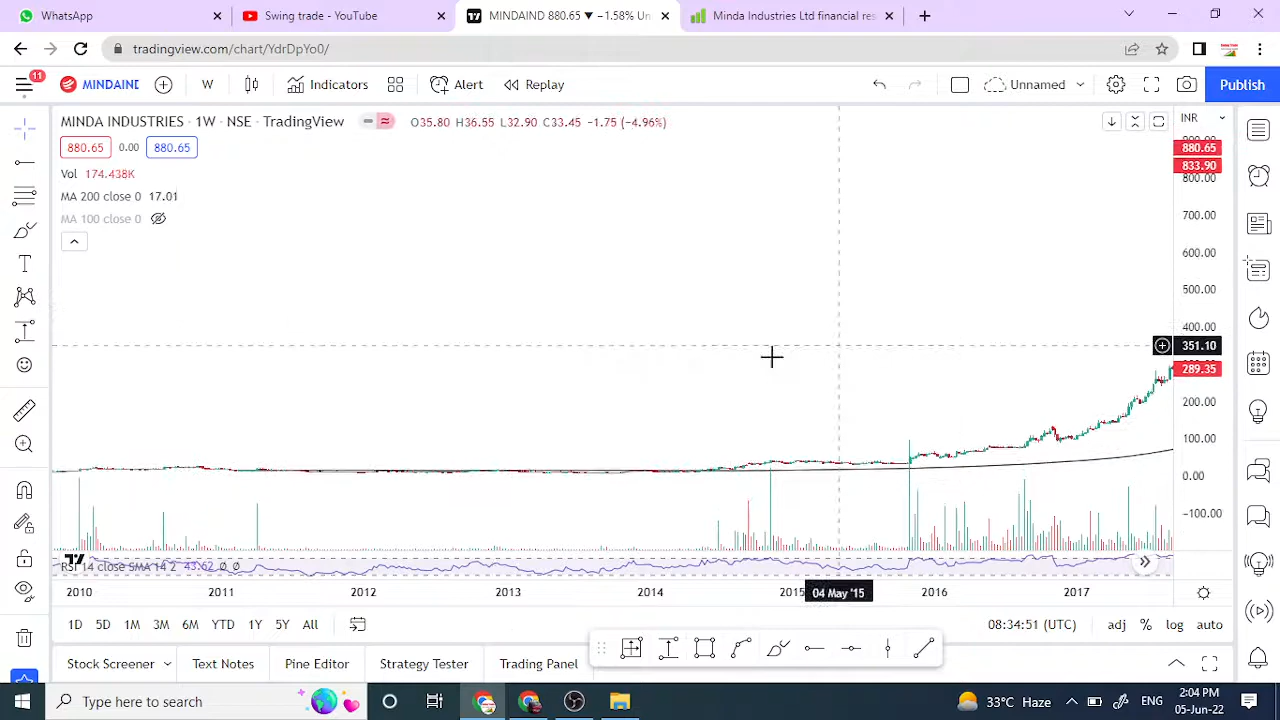 WhatsApp
Swing trade - YouTube
MINDAIND 880.65 ▼ −1.58% Un
Minda Industries Ltd financial res
tradingview.com/chart/YdrDpYo0/
11
MINDAIND
W
Indicators
Alert
Replay
Unnamed
Publish
MINDA INDUSTRIES · 1W · NSE · TradingView
O35.80 H36.55 L32.90 C33.45 −1.75 (−4.96%)
INR
880.65
0.00
880.65
Vol 174.438K
MA 200 close 0 17.01
MA 100 close 0
880.65
833.90
800.00
700.00
600.00
500.00
400.00
351.10
289.35
200.00
100.00
0.00
−100.00
RSI 14 close SMA 14 2
2010
2011
2012
2013
2014
2015
04 May '15
2016
2017
1D
5D
1M
3M
6M
YTD
1Y
5Y
All
08:34:51 (UTC)
adj
%
log
auto
Stock Screener
Text Notes
Pine Editor
Strategy Tester
Trading Panel
Type here to search
33°C Haze
ENG
2:04 PM
05-Jun-22